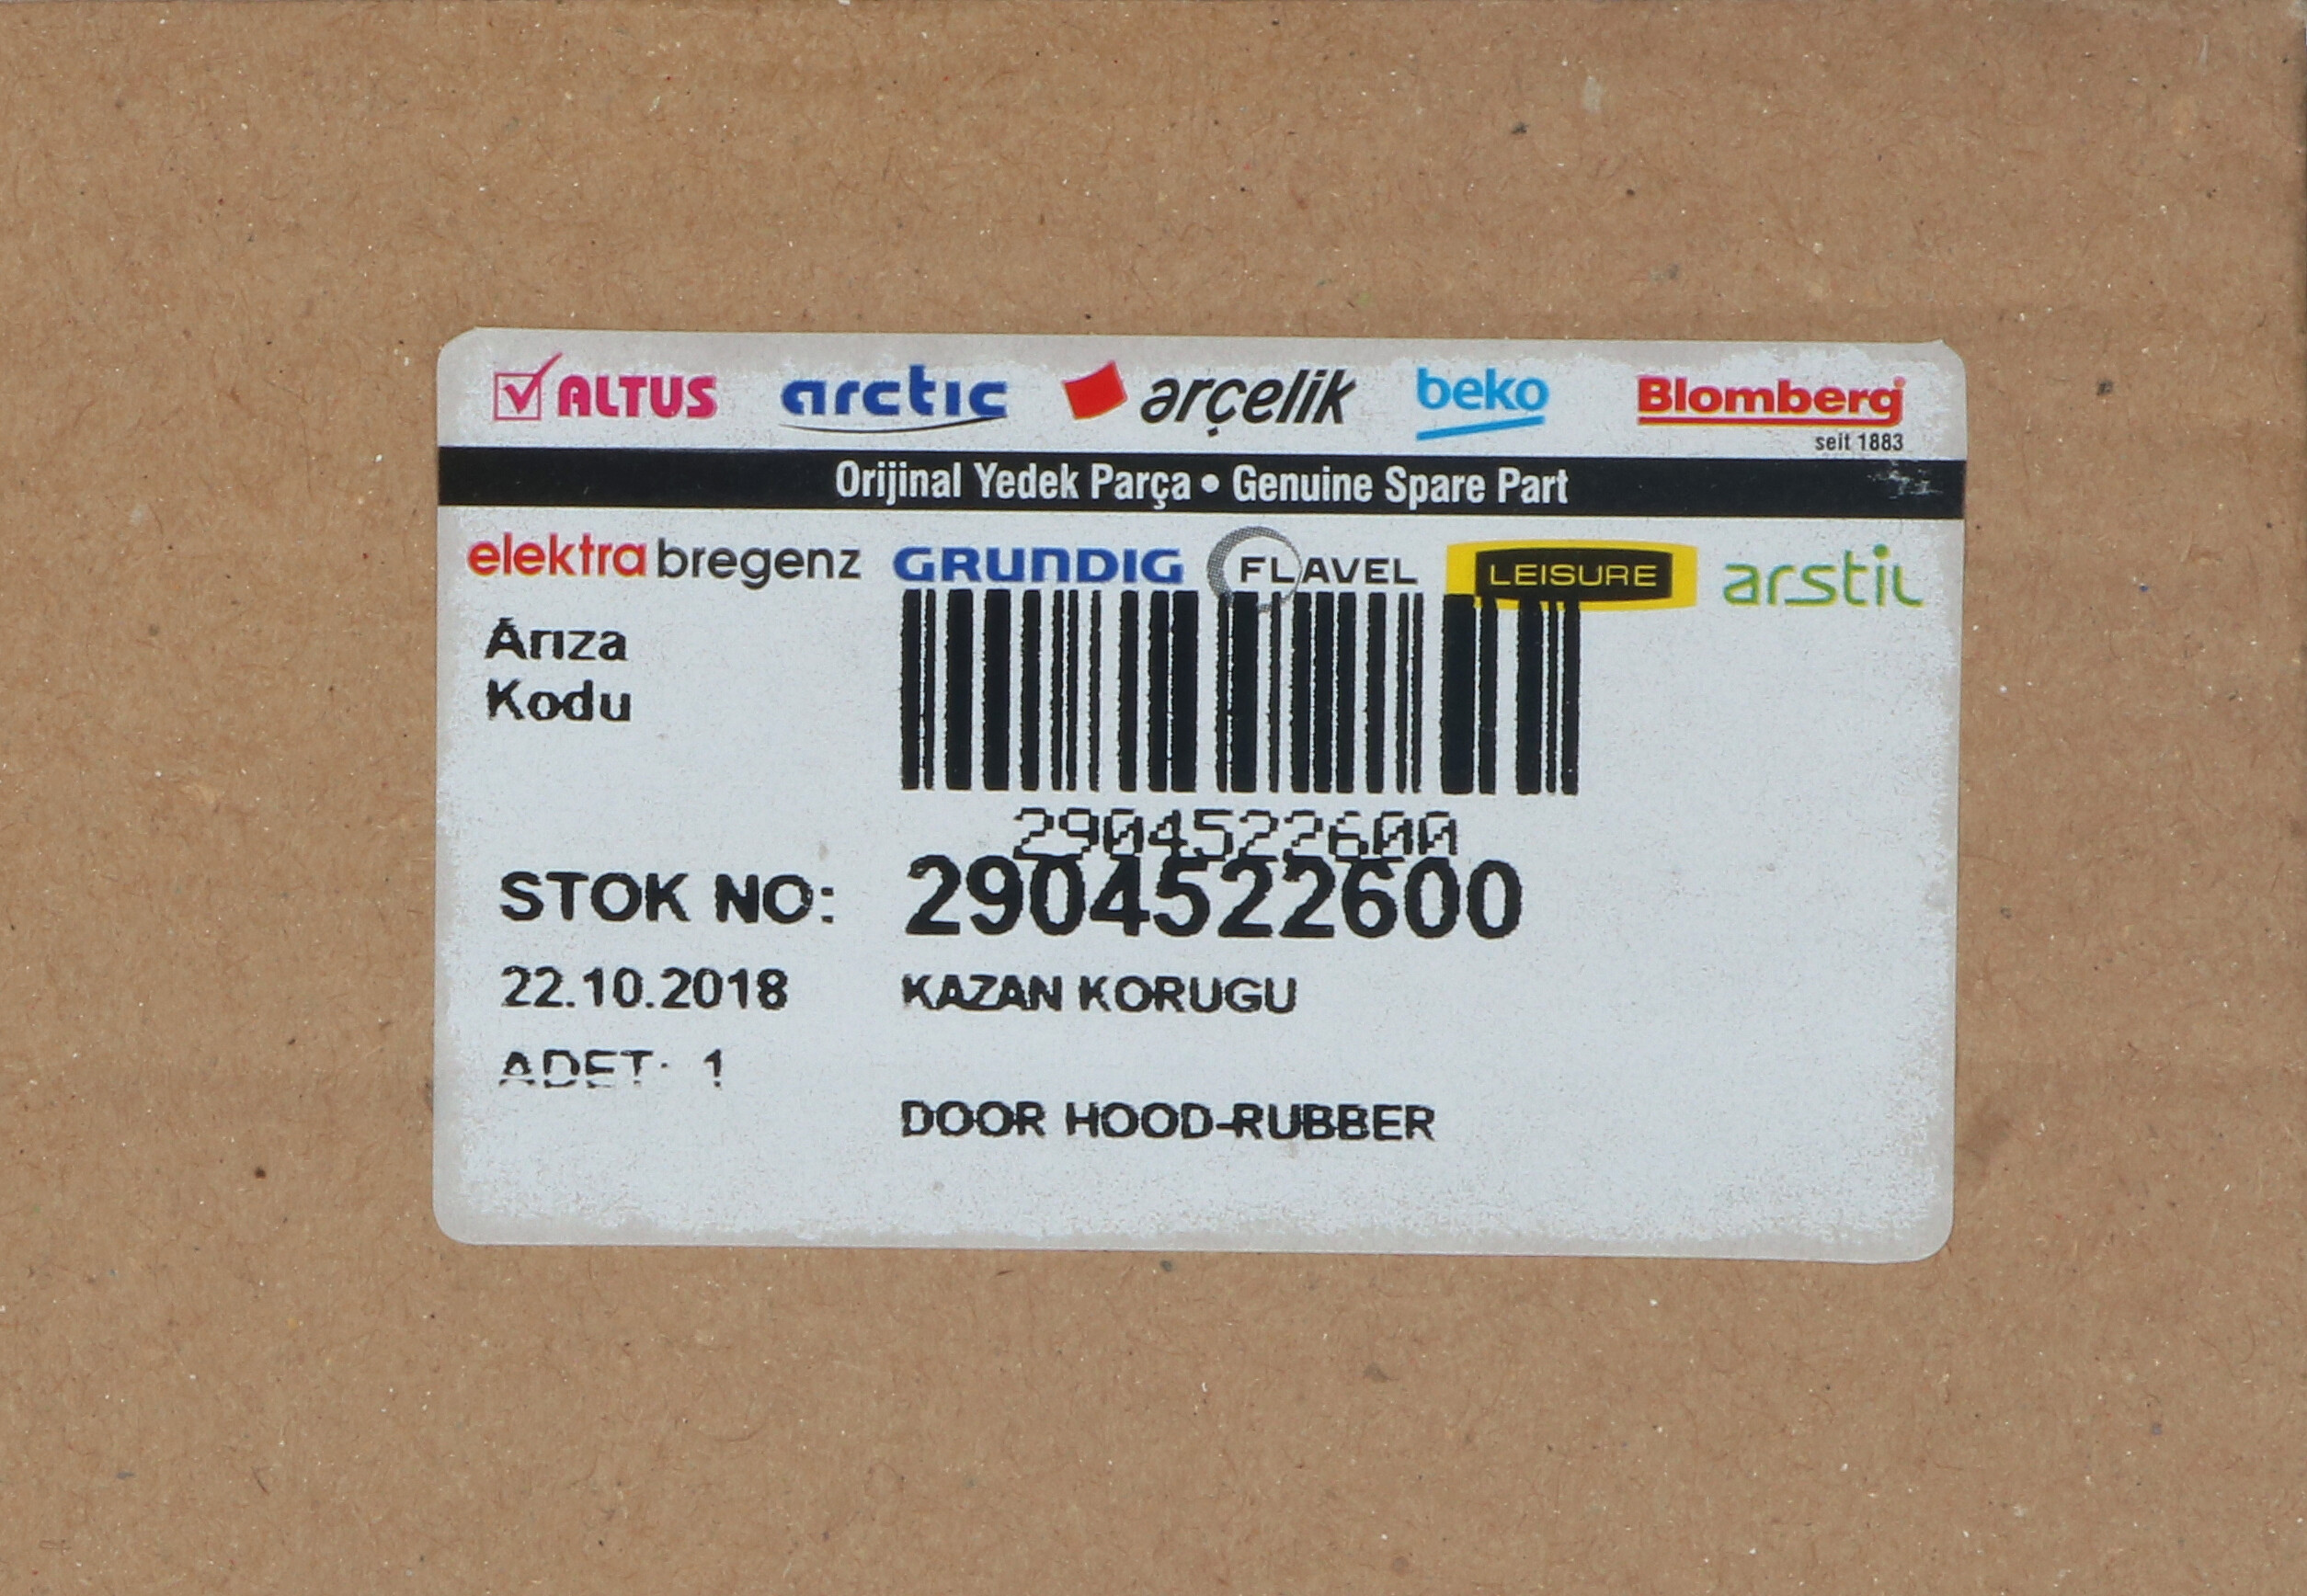 ALTUS arctic arçelik beko Blomberg
seit 1883
Orijinal Yedek Parça • Genuine Spare Part
elektra bregenz GRUNDIG FLAVEL LEISURE arstil
Arıza
Kodu
2904522600
STOK NO: 2904522600
22.10.2018 KAZAN KORUGU
ADET: 1
DOOR HOOD-RUBBER